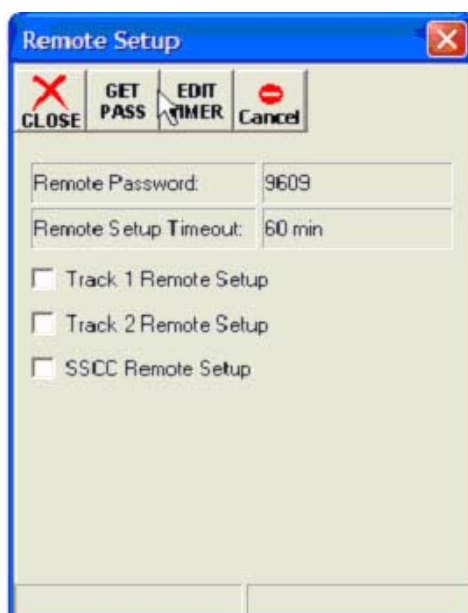 Remote Setup
CLOSE
GET PASS
EDIT TIMER
Cancel
Remote Password: 9609
Remote Setup Timeout: 60 min
Track 1 Remote Setup
Track 2 Remote Setup
SSCC Remote Setup